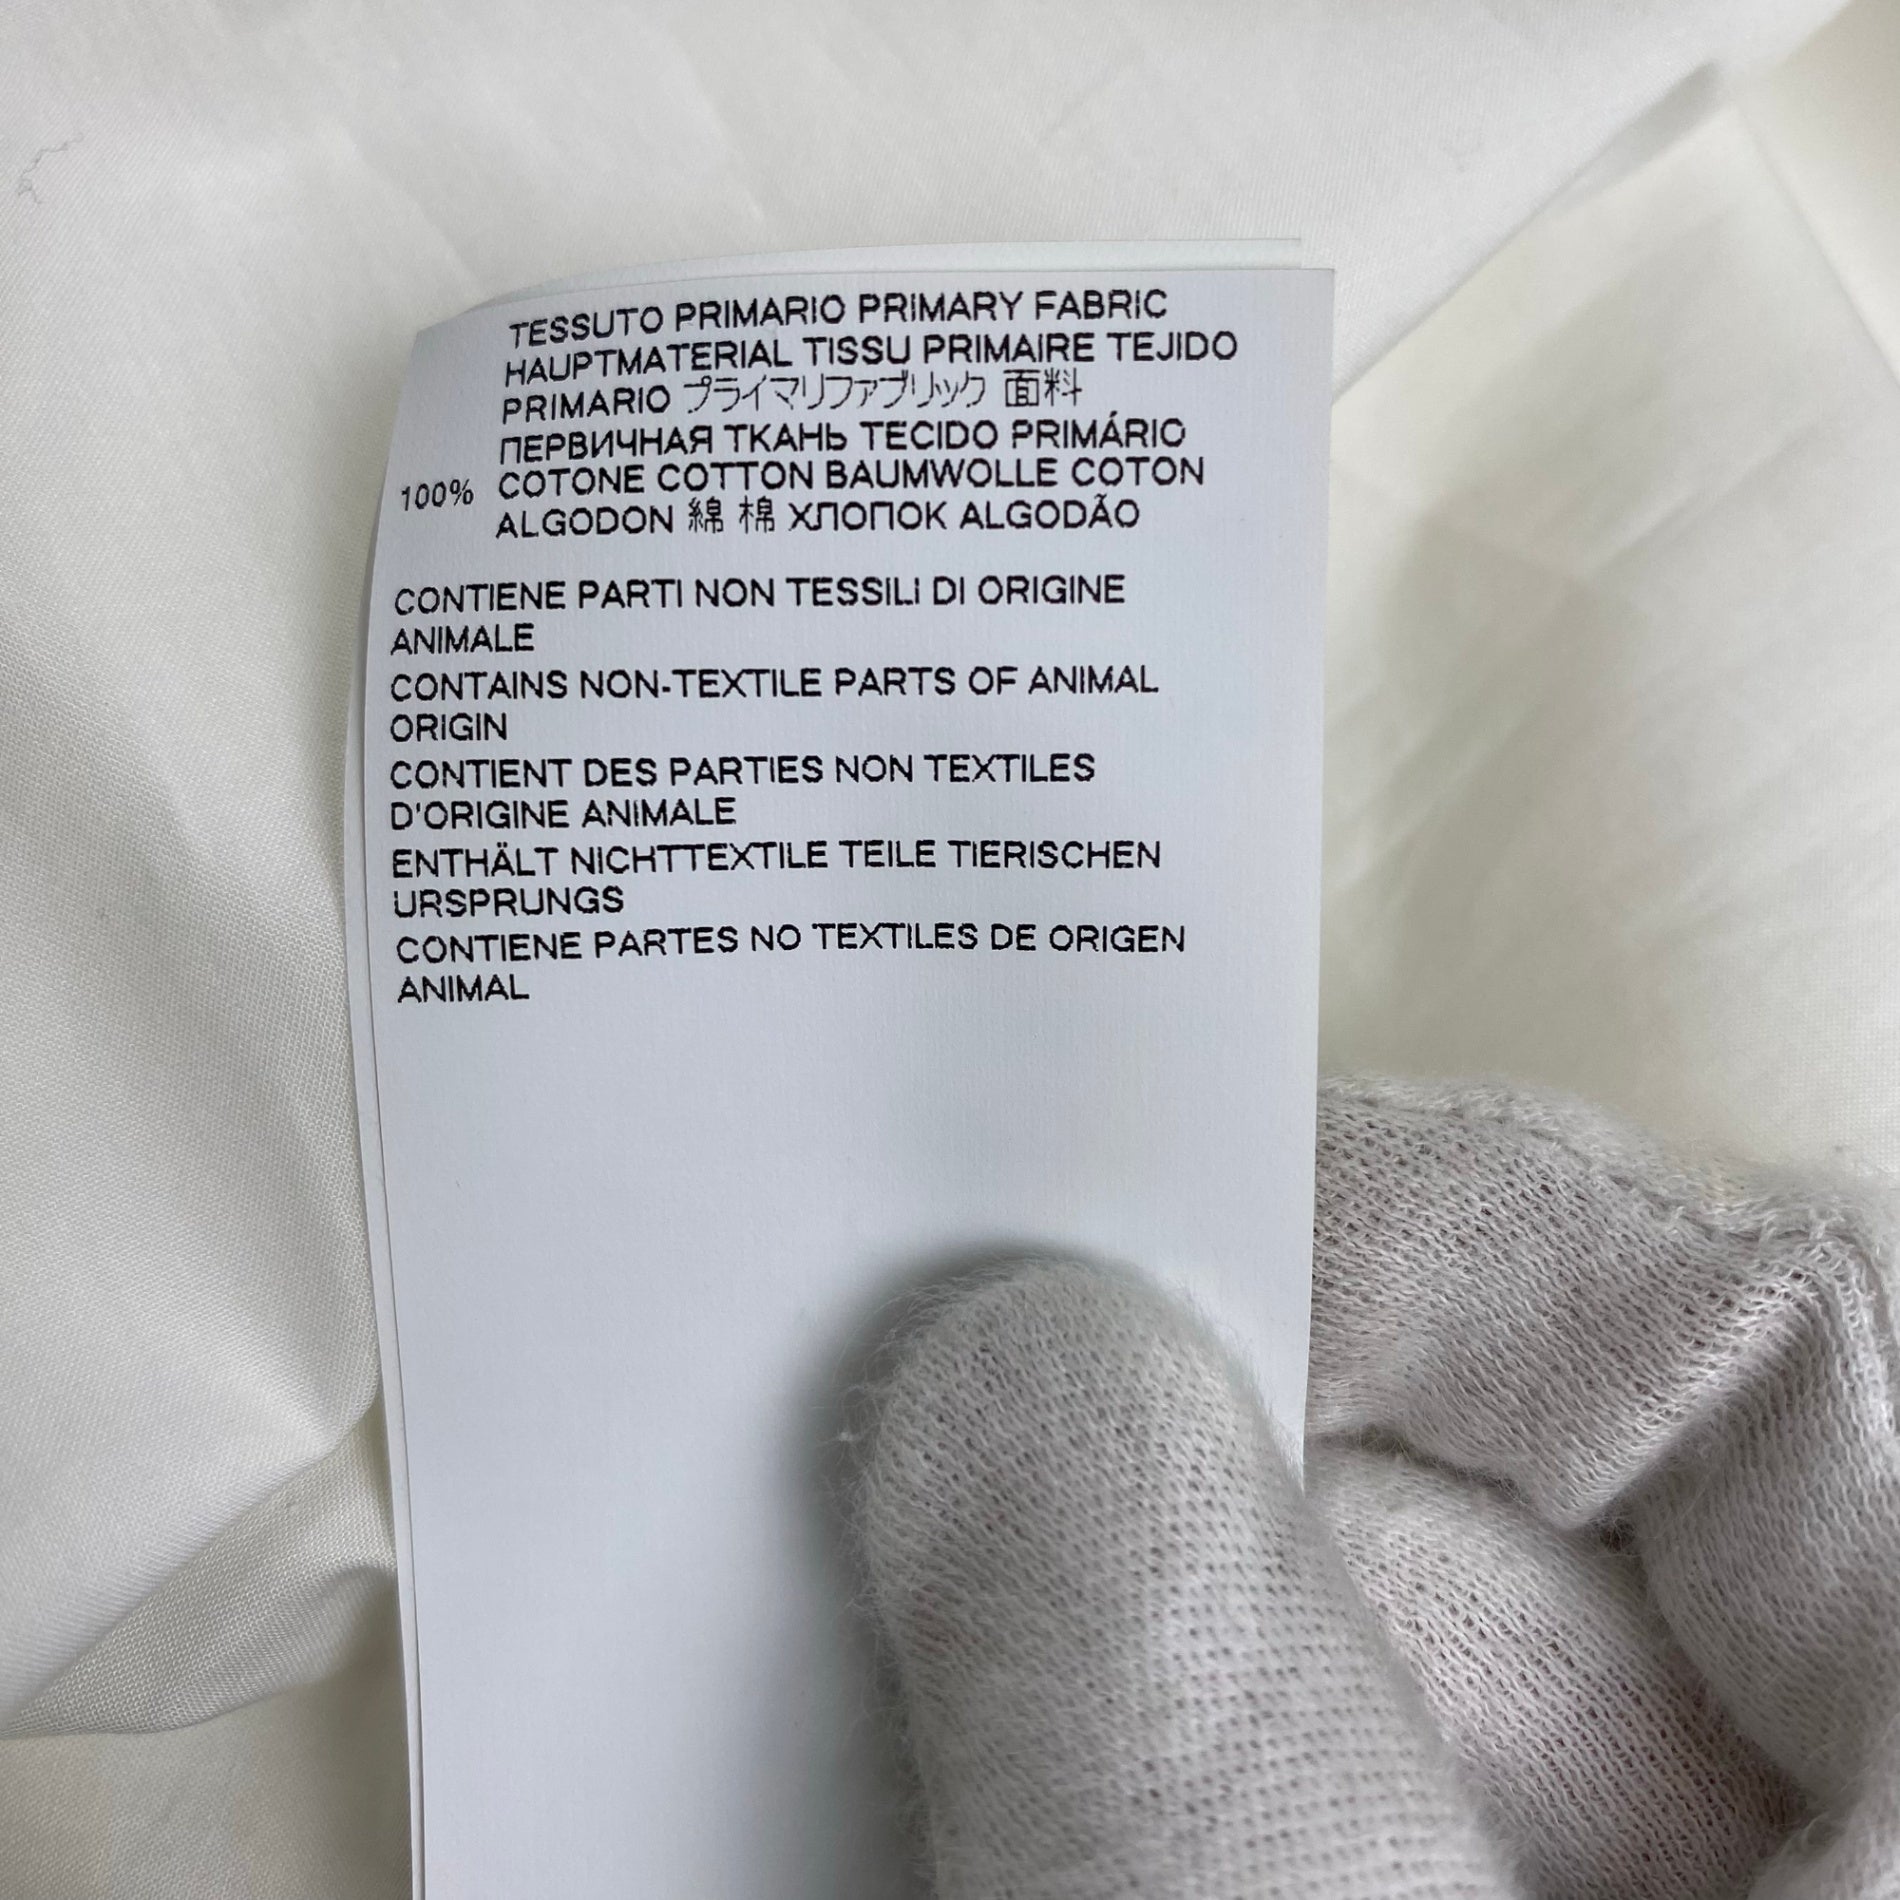 TESSUTO PRIMARIO PRIMARY FABRIC
HAUPTMATERIAL TISSU PRIMAIRE TEJIDO
PRIMARIO プライマリファブリック 面料
ПЕРВИЧНАЯ ТКАНЬ TECIDO PRIMÁRIO
100% COTONE COTTON BAUMWOLLE COTON
ALGODON 綿 棉 ХЛОПОК ALGODÃO
CONTIENE PARTI NON TESSILI DI ORIGINE
ANIMALE
CONTAINS NON-TEXTILE PARTS OF ANIMAL
ORIGIN
CONTIENT DES PARTIES NON TEXTILES
D'ORIGINE ANIMALE
ENTHÄLT NICHTTEXTILE TEILE TIERISCHEN
URSPRUNGS
CONTIENE PARTES NO TEXTILES DE ORIGEN
ANIMAL